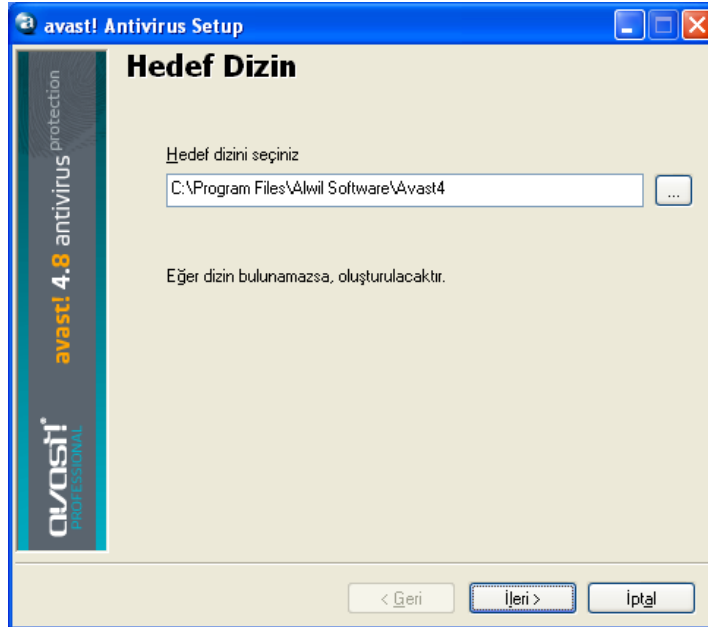 avast! Antivirus Setup
Hedef Dizin
Hedef dizini seçiniz
C:\Program Files\Alwil Software\Avast4
...
Eğer dizin bulunamazsa, oluşturulacaktır.
avast! 4.8 antivirus protection
avast!
PROFESSIONAL
< Geri
İleri >
İptal